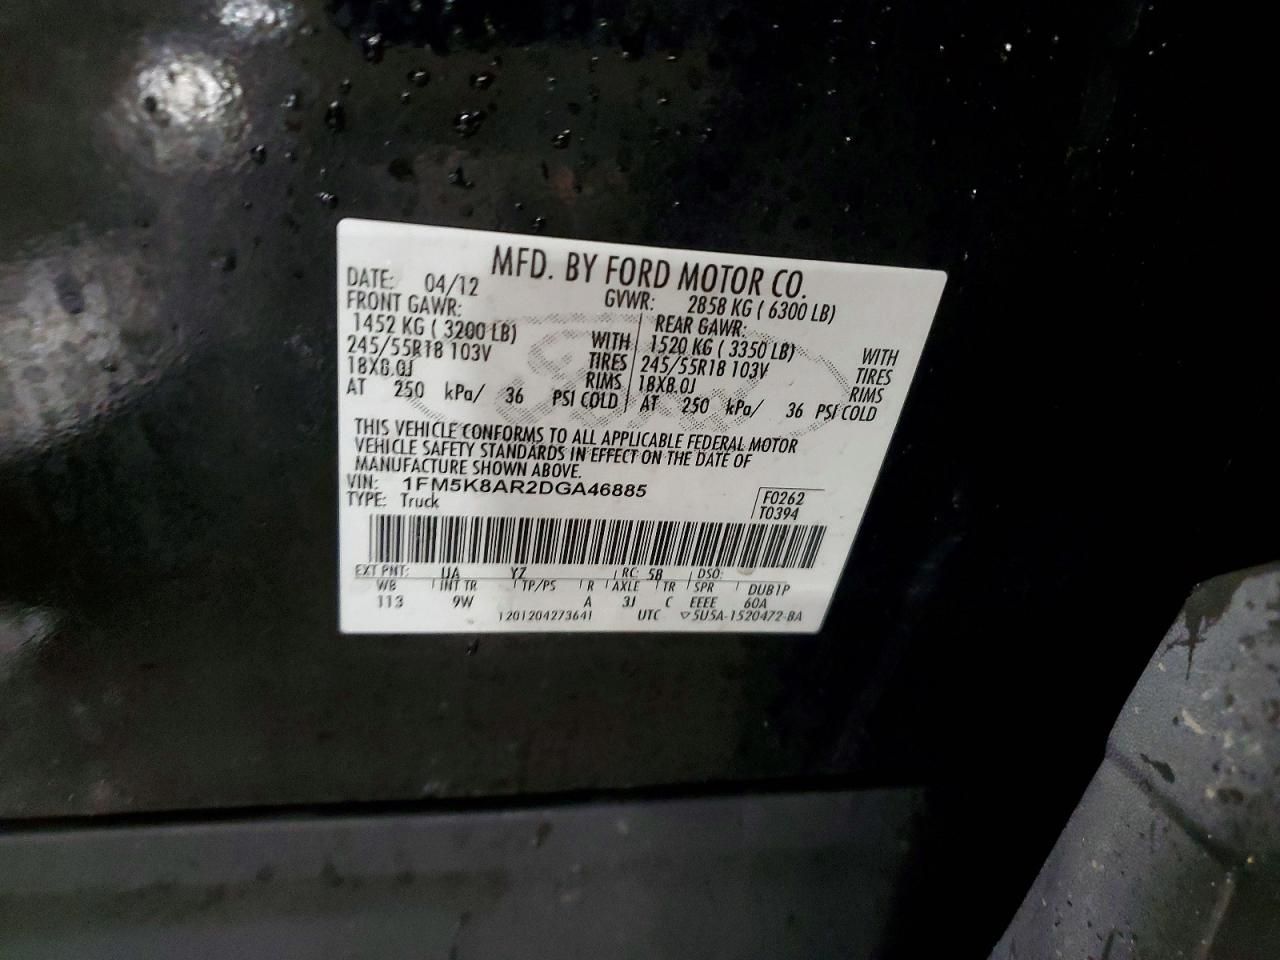 MFD. BY FORD MOTOR CO.
DATE: 04/12 GVWR: 2858 KG ( 6300 LB)
FRONT GAWR: REAR GAWR:
1452 KG ( 3200 LB) WITH 1520 KG ( 3350 LB) WITH
245/55R18 103V TIRES 245/55R18 103V TIRES
18X8.0J RIMS 18X8.0J RIMS
AT 250 kPa/ 36 PSI COLD AT 250 kPa/ 36 PSI COLD
THIS VEHICLE CONFORMS TO ALL APPLICABLE FEDERAL MOTOR
VEHICLE SAFETY STANDARDS IN EFFECT ON THE DATE OF
MANUFACTURE SHOWN ABOVE.
VIN: 1FM5K8AR2DGA46885 F0262
TYPE: Truck T0394
EXT PNT: UA YZ RC: 58 DSO:
WB INT TR TP/PS R AXLE TR SPR DUB1P
113 9W A 3J C EEEE 60A
1201204273641 UTC ▽5U5A-1520472-BA